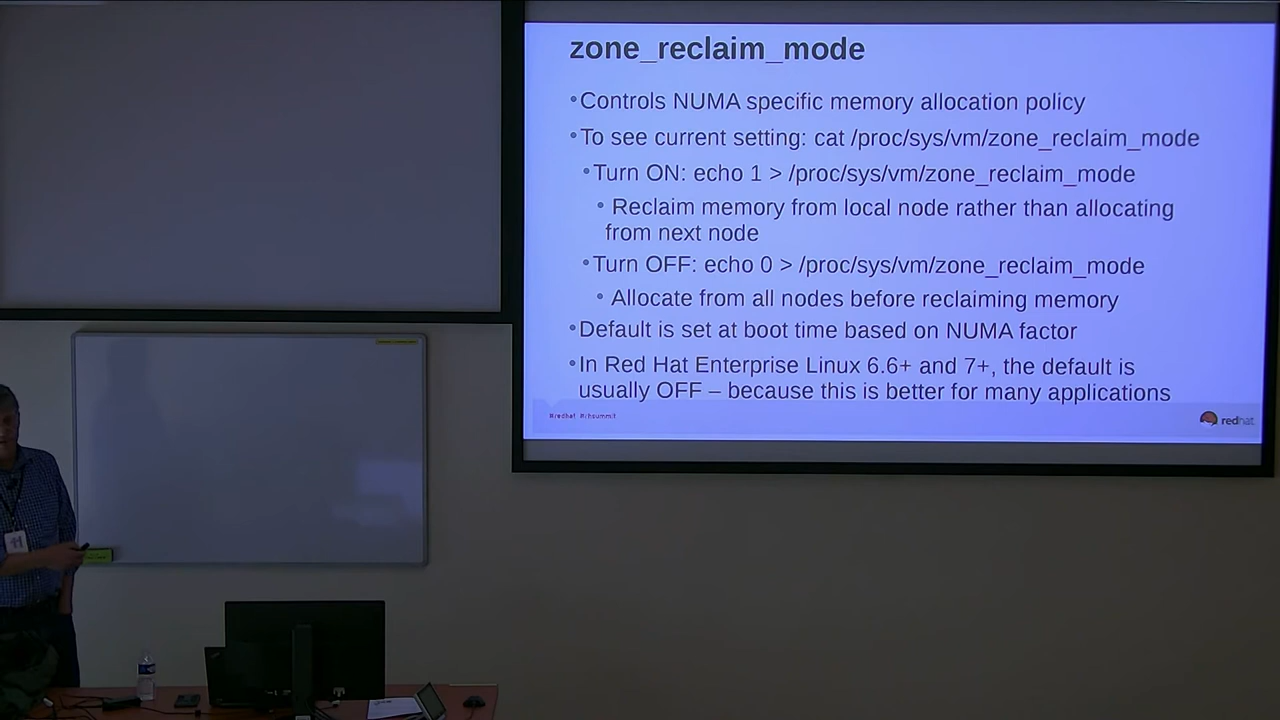 zone_reclaim_mode
•Controls NUMA specific memory allocation policy
•To see current setting: cat /proc/sys/vm/zone_reclaim_mode
•Turn ON: echo 1 > /proc/sys/vm/zone_reclaim_mode
• Reclaim memory from local node rather than allocating
from next node
•Turn OFF: echo 0 > /proc/sys/vm/zone_reclaim_mode
• Allocate from all nodes before reclaiming memory
•Default is set at boot time based on NUMA factor
•In Red Hat Enterprise Linux 6.6+ and 7+, the default is
usually OFF – because this is better for many applications
#redhat #rhsummit
redhat